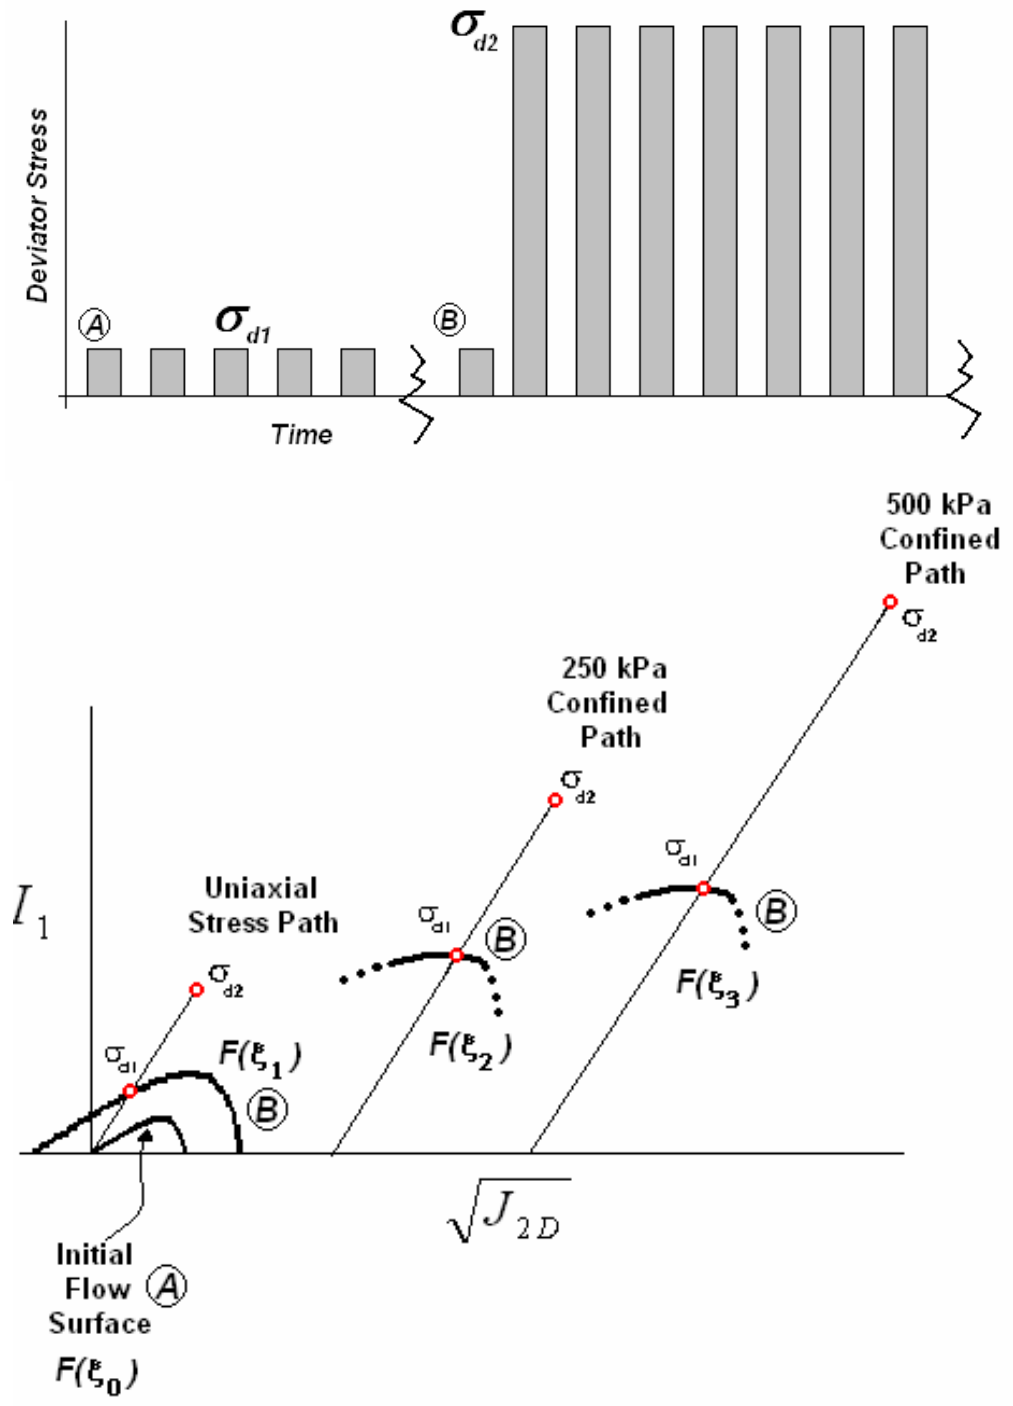 σd2
Deviator Stress
A
σd1
B
Time
500 kPa
Confined
Path
σd2
250 kPa
Confined
Path
σd2
σd1
I1
Uniaxial
Stress Path
σd1
B
B
σd2
F(ξ3)
F(ξ2)
σd1
F(ξ1)
B
√J2D
Initial
Flow
A
Surface
F(ξ0)